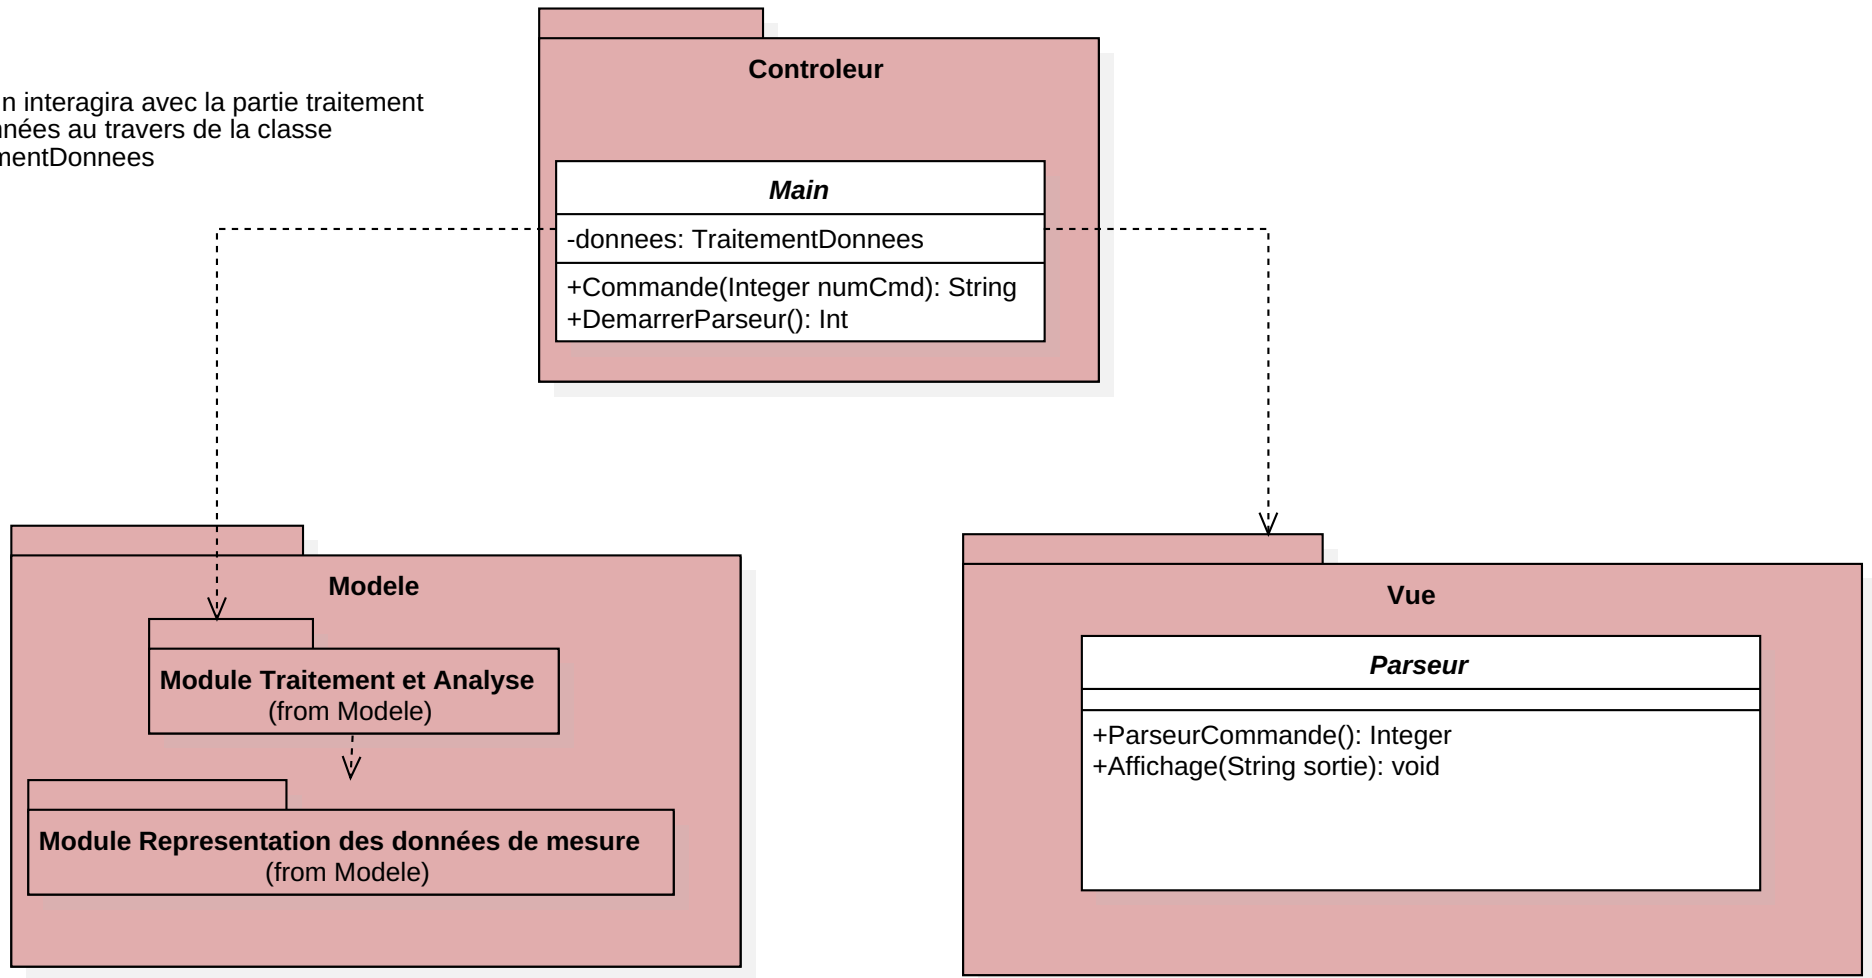 Controleur
n interagira avec la partie traitement
nnées au travers de la classe
mentDonnees
Main
-donnees: TraitementDonnees
+Commande(Integer numCmd): String
+DemarrerParseur(): Int
Modele
Module Traitement et Analyse
(from Modele)
Module Representation des données de mesure
(from Modele)
Vue
Parseur
+ParseurCommande(): Integer
+Affichage(String sortie): void